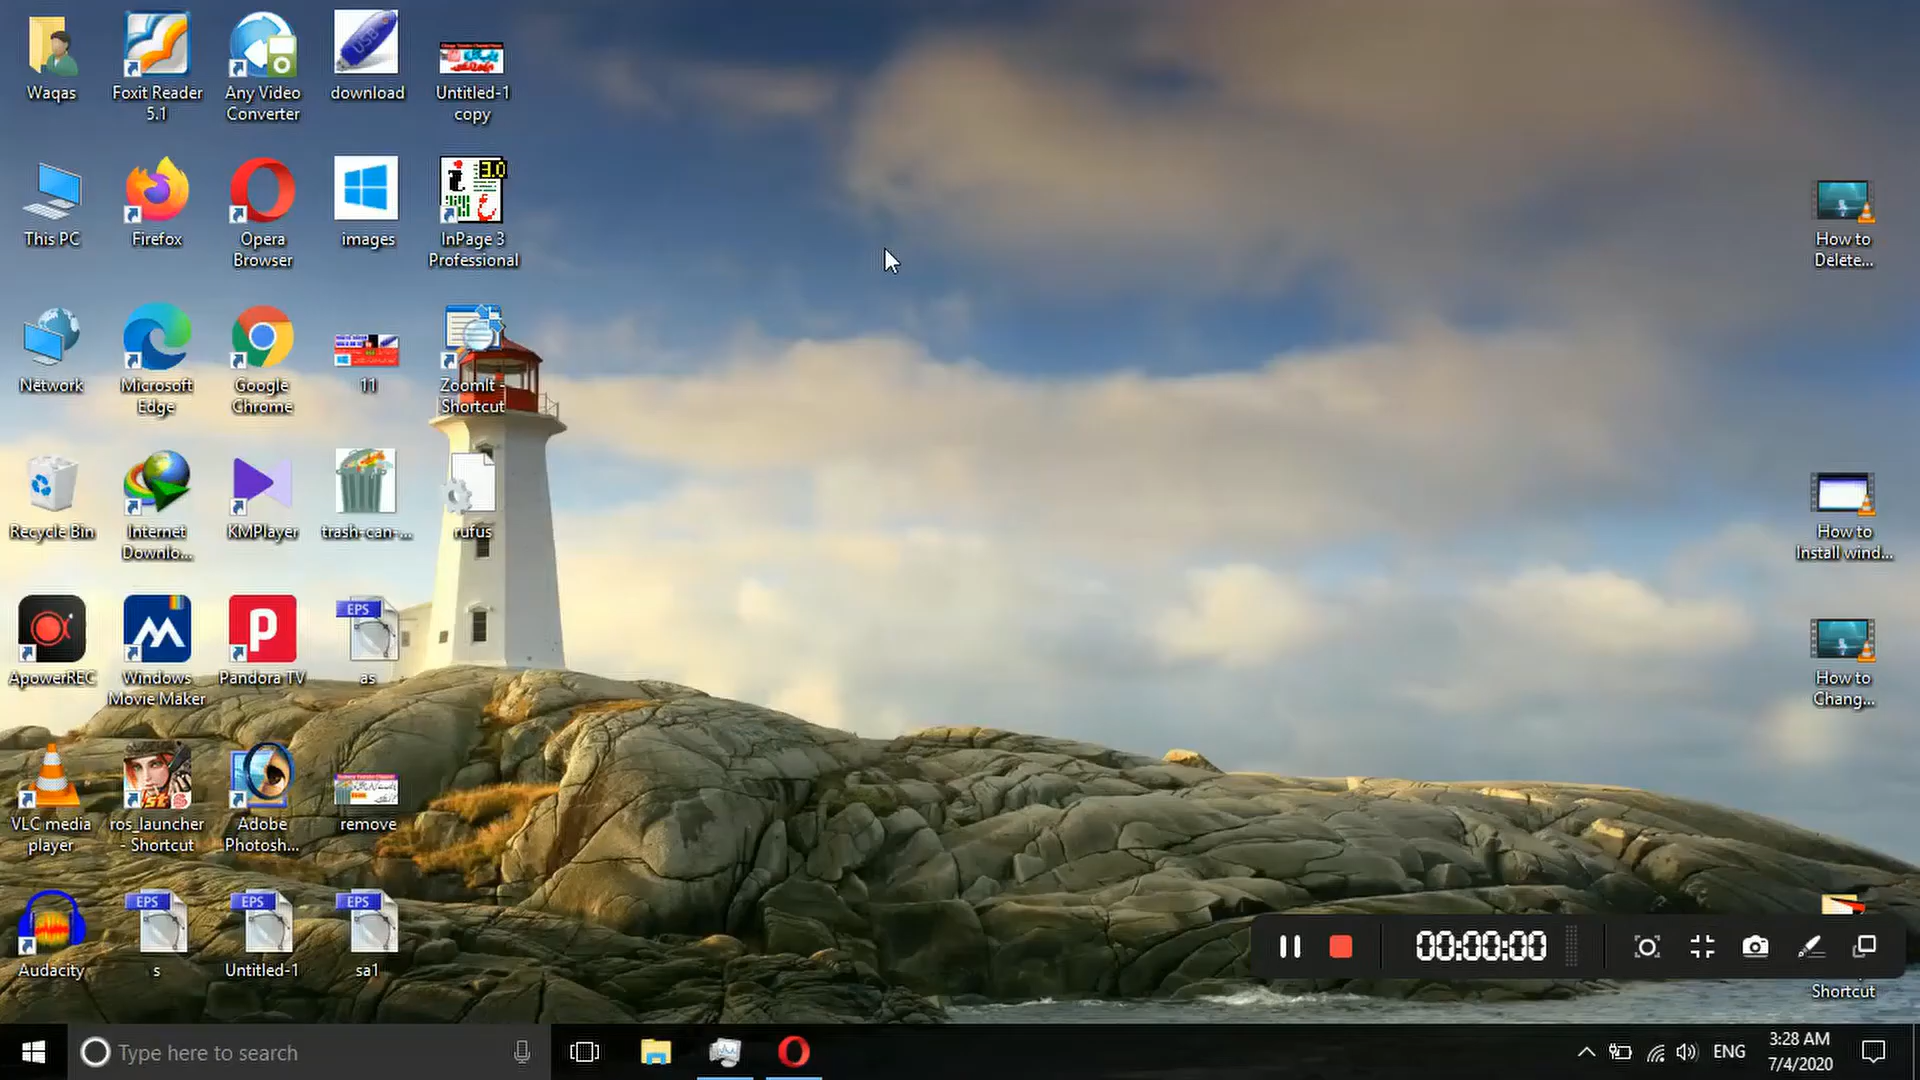 Waqas
Foxit Reader
5.1
Any Video
Converter
download
Untitled-1
copy
This PC
Firefox
Opera
Browser
images
3.0
InPage 3
Professional
How to
Delete...
Network
Microsoft
Edge
Google
Chrome
11
ZoomIt -
Shortcut
Recycle Bin
Internet
Downlo...
KMPlayer
trash-can-...
rufus
How to
Install wind...
ApowerREC
Windows
Movie Maker
Pandora TV
EPS
as
How to
Chang...
VLC media
player
ros_launcher
- Shortcut
Adobe
Photosh...
remove
Audacity
EPS
s
EPS
Untitled-1
EPS
sa1
00:00:00
Shortcut
Type here to search
ENG
3:28 AM
7/4/2020